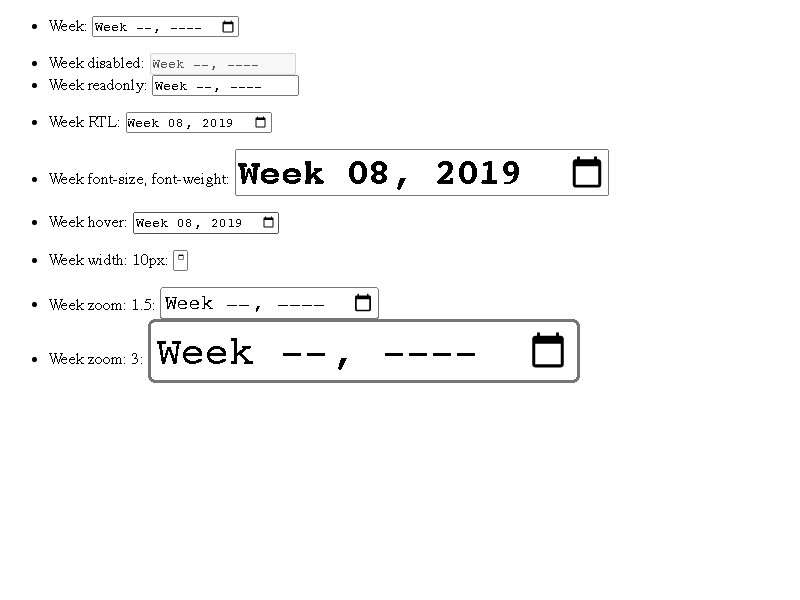 Week: Week --, ----
Week disabled: Week --, ----
Week readonly: Week --, ----
Week RTL: Week 08, 2019
Week font-size, font-weight: Week 08, 2019
Week hover: Week 08, 2019
Week width: 10px:
Week zoom: 1.5: Week --, ----
Week zoom: 3: Week --, ----